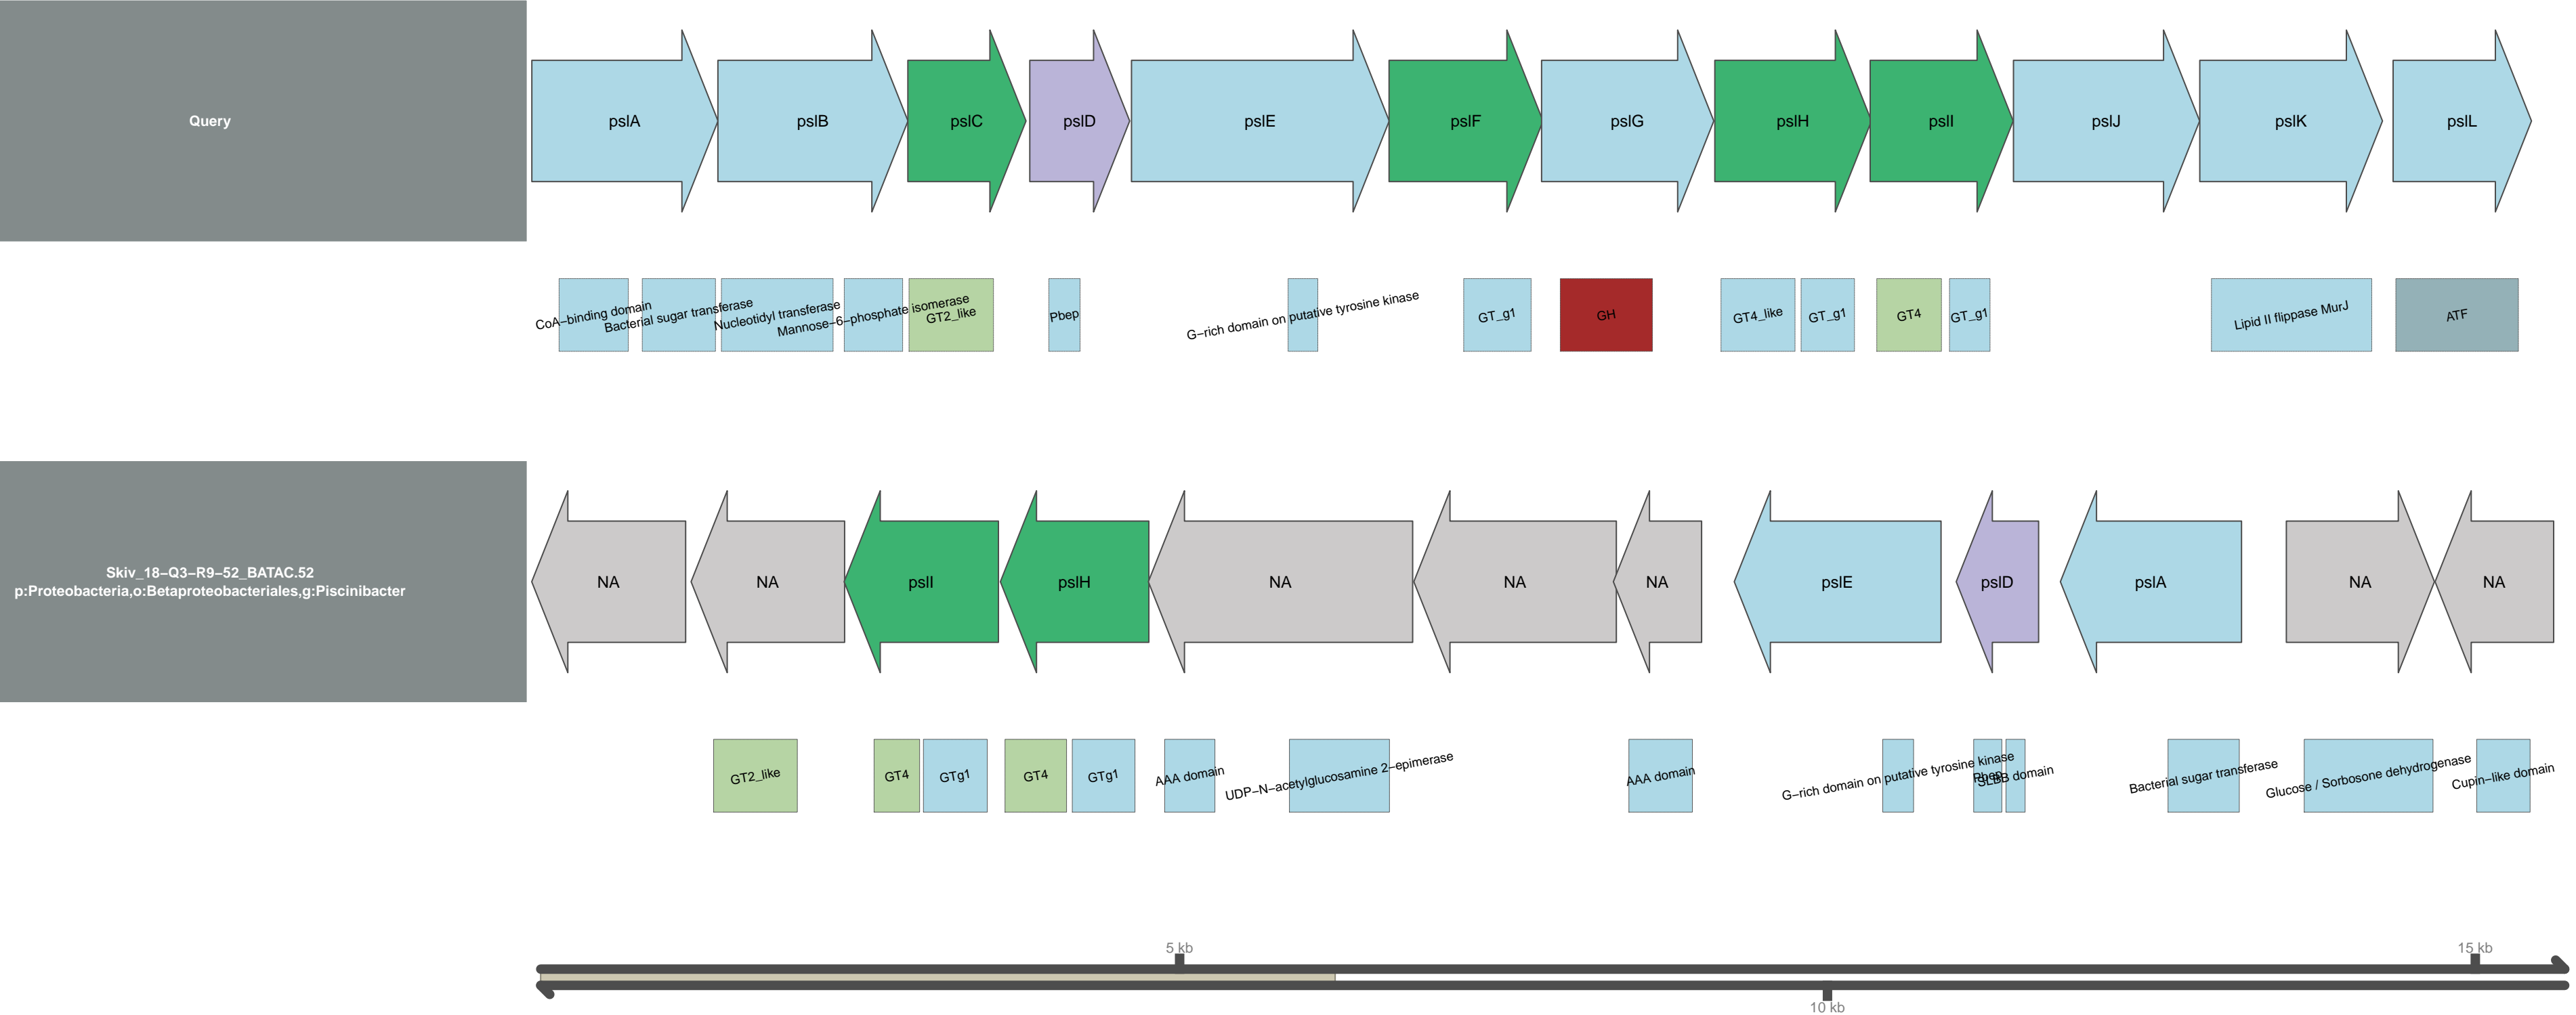 Query
pslA
pslB
pslC
pslD
pslE
pslF
pslG
pslH
pslI
pslJ
pslK
pslL
CoA−binding domain
Bacterial sugar transferase
Nucleotidyl transferase
Mannose−6−phosphate isomerase
GT2_like
Pbep
G−rich domain on putative tyrosine kinase
GT_g1
GH
GT4_like
GT_g1
GT4
GT_g1
Lipid II flippase MurJ
ATF
Skiv_18−Q3−R9−52_BATAC.52
p:Proteobacteria,o:Betaproteobacteriales,g:Piscinibacter
NA
NA
pslI
pslH
NA
NA
NA
pslE
pslD
pslA
NA
NA
GT2_like
GT4
GTg1
GT4
GTg1
AAA domain
UDP−N−acetylglucosamine 2−epimerase
AAA domain
G−rich domain on putative tyrosine kinase
Pbep
SLBB domain
Bacterial sugar transferase
Glucose / Sorbosone dehydrogenase
Cupin−like domain
5 kb
15 kb
10 kb